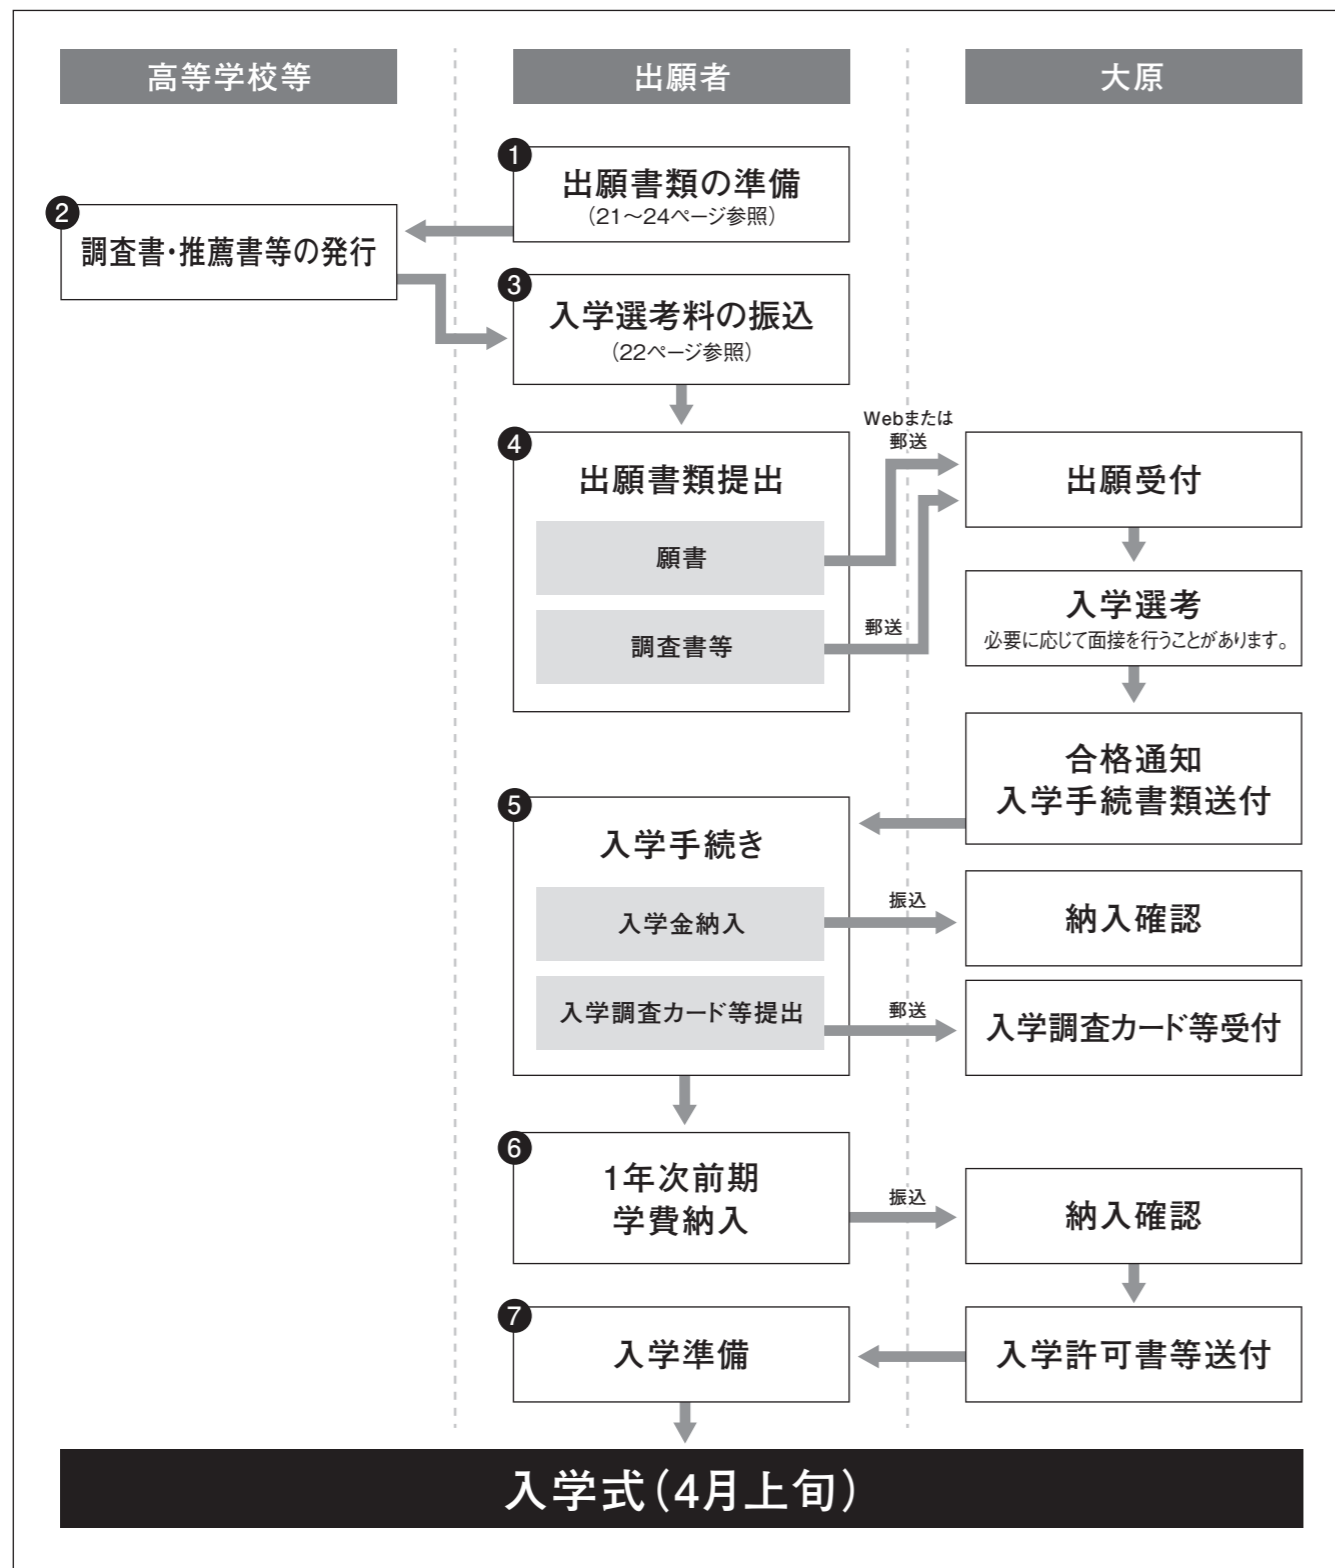 高等学校等
出願者
大原
1
出願書類の準備
（21～24ページ参照）
2
調査書・推薦書等の発行
3
入学選考料の振込
（22ページ参照）
4
出願書類提出
願書
調査書等
Webまたは
郵送
郵送
出願受付
入学選考
必要に応じて面接を行うことがあります。
合格通知
入学手続書類送付
5
入学手続き
入学金納入
振込
納入確認
入学調査カード等提出
郵送
入学調査カード等受付
6
1年次前期
学費納入
振込
納入確認
7
入学準備
入学許可書等送付
入学式（4月上旬）